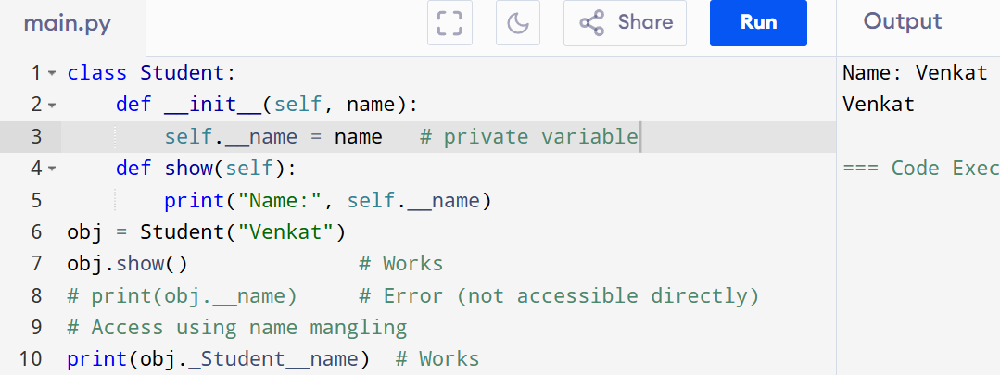 main.py Share Run Output
1 class Student:
2     def __init__(self, name):
3         self.__name = name   # private variable
4     def show(self):
5         print("Name:", self.__name)
6 obj = Student("Venkat")
7 obj.show()              # Works
8 # print(obj.__name)     # Error (not accessible directly)
9 # Access using name mangling
10 print(obj._Student__name)  # Works
Name: Venkat
Venkat
=== Code Exec